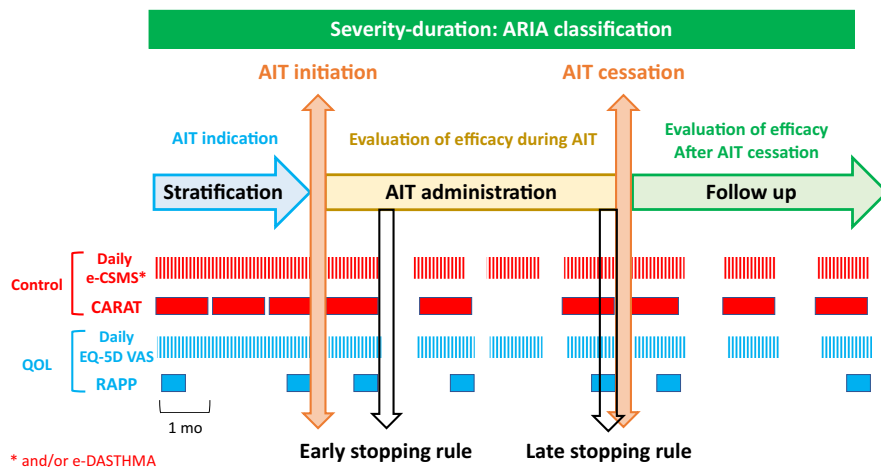 Severity-duration: ARIA classification
AIT initiation
AIT cessation
AIT indication
Evaluation of efficacy during AIT
Evaluation of efficacy
After AIT cessation
Stratification
AIT administration
Follow up
Control
Daily
e-CSMS*
CARAT
QOL
Daily
EQ-5D VAS
RAPP
1 mo
Early stopping rule
Late stopping rule
* and/or e-DASTHMA